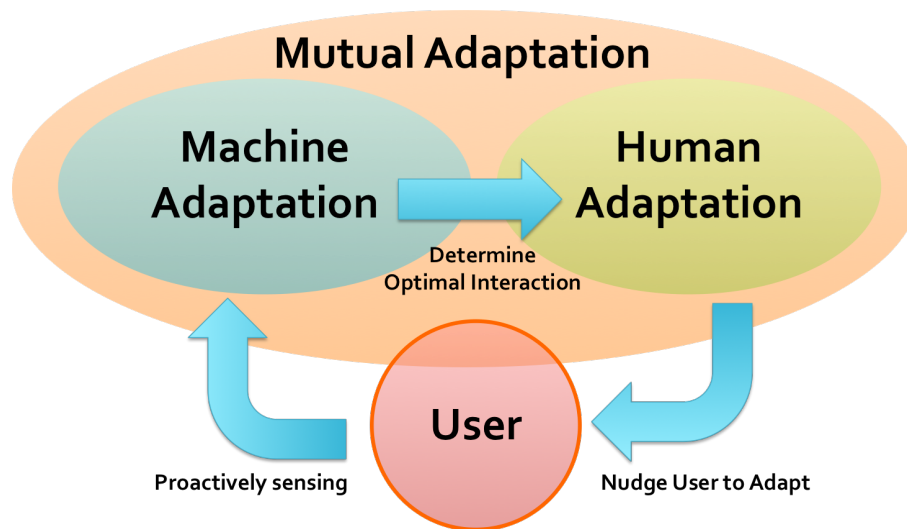 Mutual Adaptation
Machine
Adaptation
Human
Adaptation
Determine
Optimal Interaction
User
Proactively sensing
Nudge User to Adapt